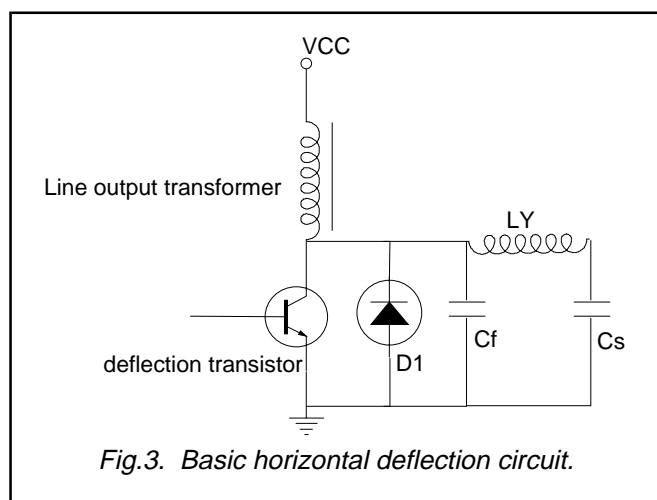 VCC
Line output transformer
LY
deflection transistor
D1
Cf
Cs
Fig.3. Basic horizontal deflection circuit.